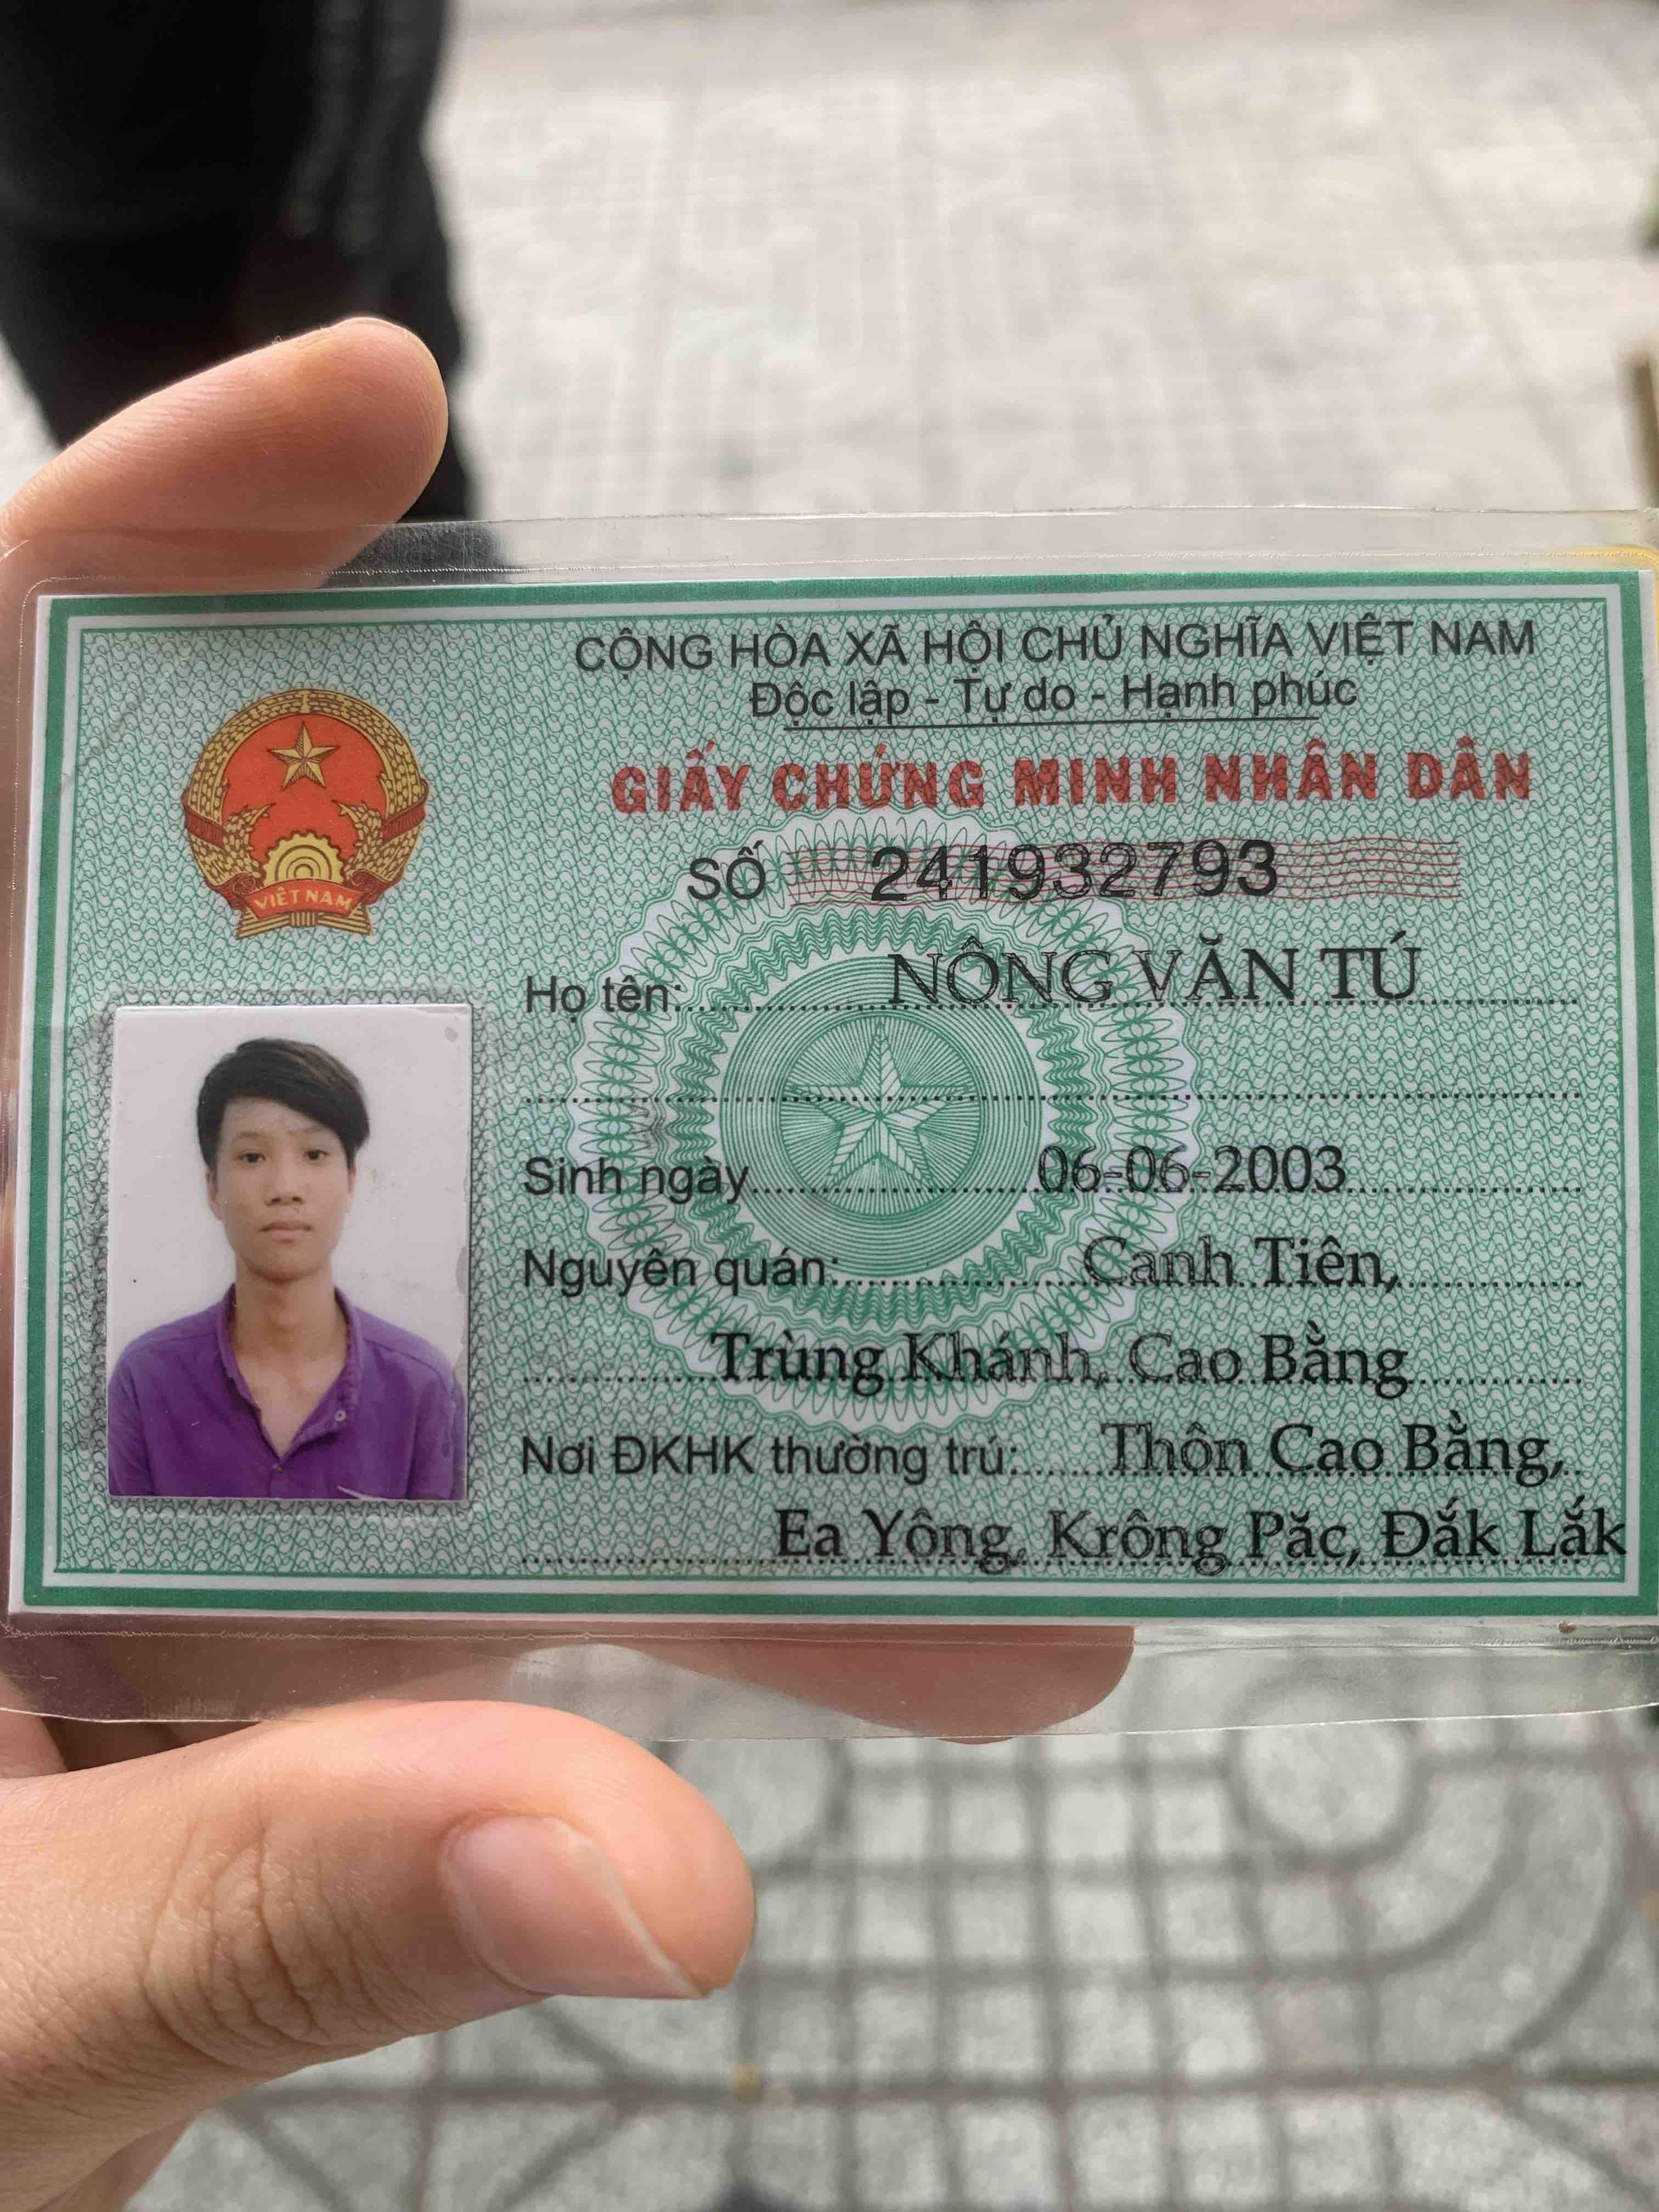 CỘNG HÒA XÃ HỘI CHỦ NGHĨA VIỆT NAM
Độc lập - Tự do - Hạnh phúc
GIẤY CHỨNG MINH NHÂN DÂN
SỐ 241932793
VIỆT NAM
Họ tên: NÔNG VĂN TÚ
Sinh ngày 06-06-2003
Nguyên quán: Canh Tiên,
Trùng Khánh, Cao Bằng
Nơi ĐKHK thường trú: Thôn Cao Bằng,
Ea Yông, Krông Păc, Đắk Lắk